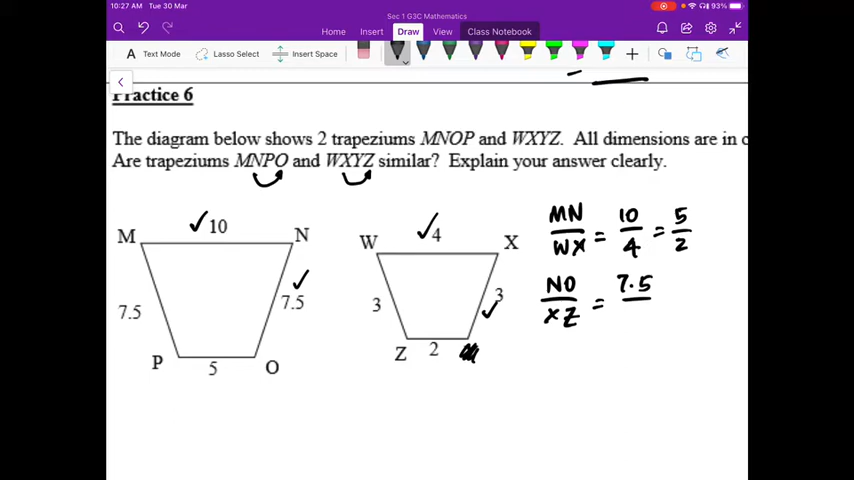 10:27 AM Tue 30 Mar
Sec 1 G3C Mathematics
93%
Home Insert Draw View Class Notebook
A Text Mode Lasso Select Insert Space
Practice 6
The diagram below shows 2 trapeziums MNOP and WXYZ. All dimensions are in c
Are trapeziums MNPO and WXYZ similar? Explain your answer clearly.
M 10 N
7.5 7.5
P 5 O
W 4 X
3 3
Z 2
MN/WX = 10/4 = 5/2
NO/XZ = 7.5